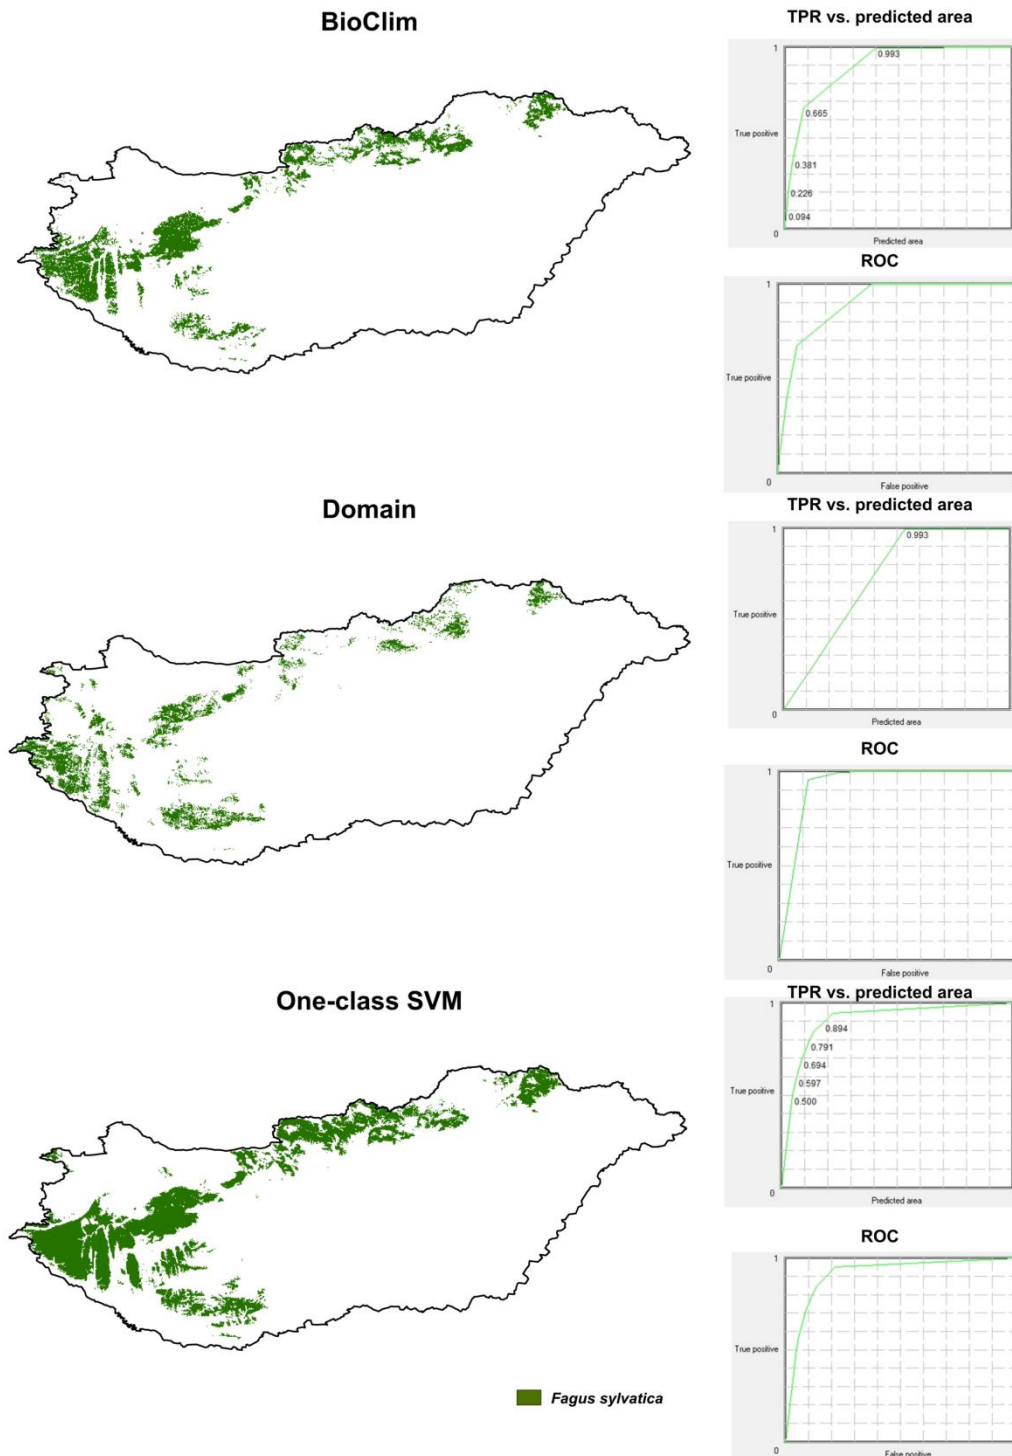 BioClim
TPR vs. predicted area
1
0.993
0.665
True positive
0.381
0.226
0.094
0
Predicted area
ROC
1
True positive
0
False positive
Domain
TPR vs. predicted area
1
0.993
True positive
0
Predicted area
ROC
1
True positive
0
False positive
One-class SVM
TPR vs. predicted area
1
0.894
0.791
0.694
0.597
True positive
0.500
0
Predicted area
ROC
1
True positive
Fagus sylvatica
0
False positive